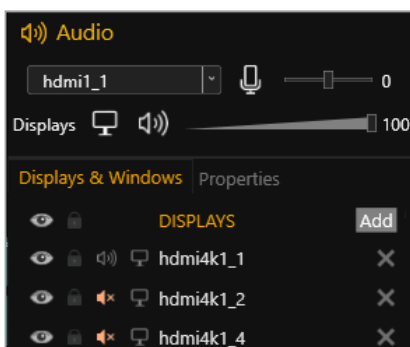 Audio
hdmi1_1 0
Displays 100
Displays & Windows Properties
DISPLAYS Add
hdmi4k1_1
hdmi4k1_2
hdmi4k1_4